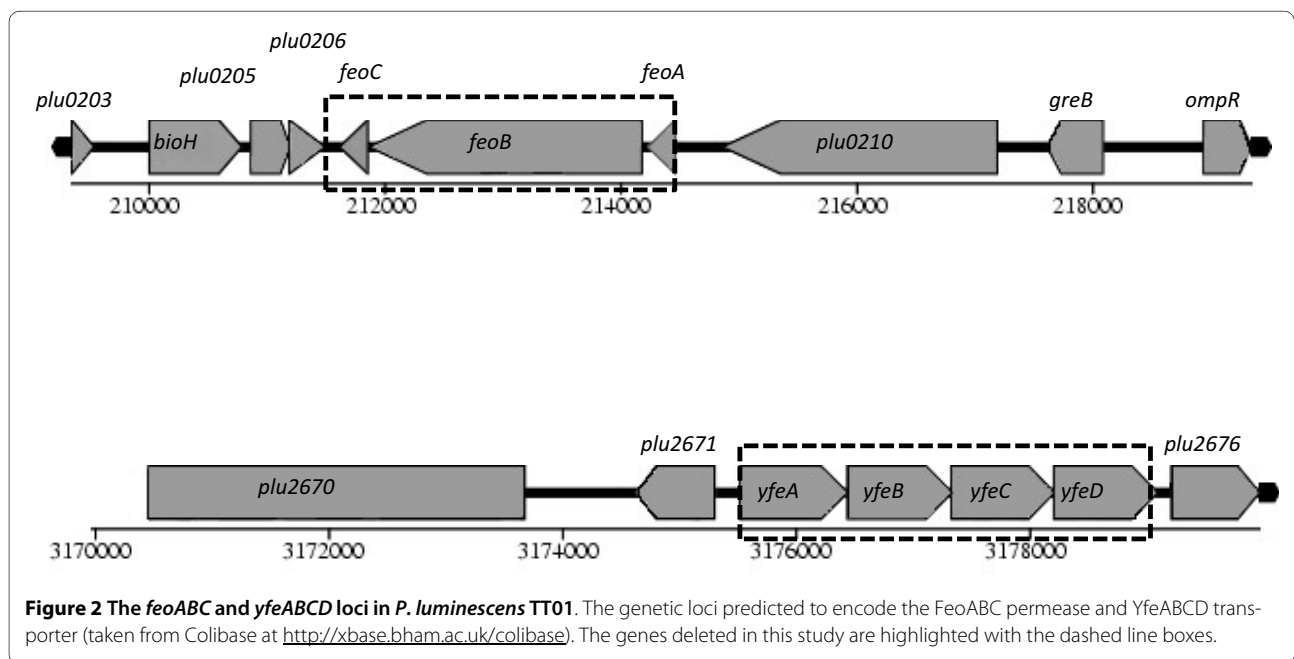 plu0206
plu0205 feoC feoA
plu0203 greB ompR
bioH feoB plu0210
210000 212000 214000 216000 218000
plu2671 plu2676
plu2670 yfeA yfeB yfeC yfeD
3170000 3172000 3174000 3176000 3178000
Figure 2 The feoABC and yfeABCD loci in P. luminescens TT01. The genetic loci predicted to encode the FeoABC permease and YfeABCD trans-
porter (taken from Colibase at http://xbase.bham.ac.uk/colibase). The genes deleted in this study are highlighted with the dashed line boxes.